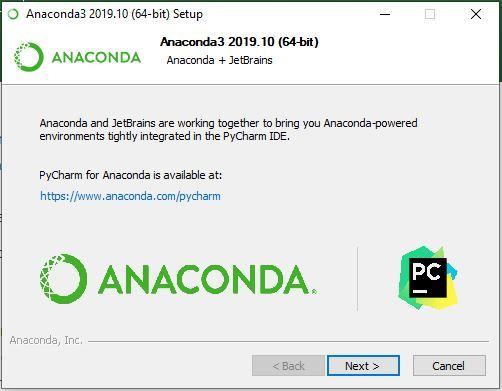 Anaconda3 2019.10 (64-bit) Setup
Anaconda3 2019.10 (64-bit)
ANACONDA
Anaconda + JetBrains
Anaconda and JetBrains are working together to bring you Anaconda-powered
environments tightly integrated in the PyCharm IDE.
PyCharm for Anaconda is available at:
https://www.anaconda.com/pycharm
ANACONDA®
PC
Anaconda, Inc.
< Back
Next >
Cancel